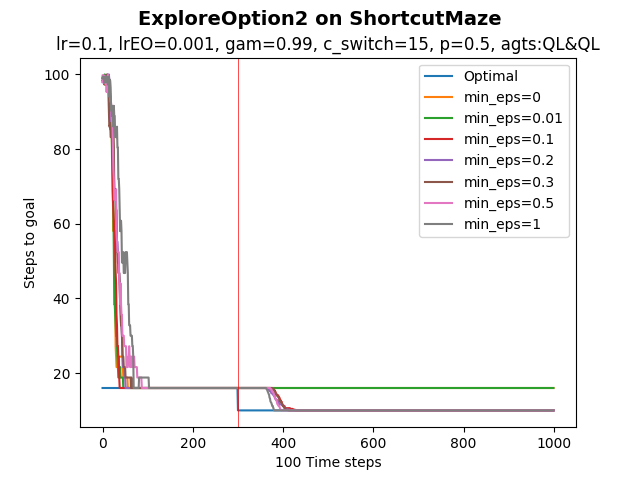 ExploreOption2 on ShortcutMaze
lr=0.1, lrEO=0.001, gam=0.99, c_switch=15, p=0.5, agts:QL&QL
Steps to goal
100
80
60
40
20
Optimal
min_eps=0
min_eps=0.01
min_eps=0.1
min_eps=0.2
min_eps=0.3
min_eps=0.5
min_eps=1
0 200 400 600 800 1000
100 Time steps